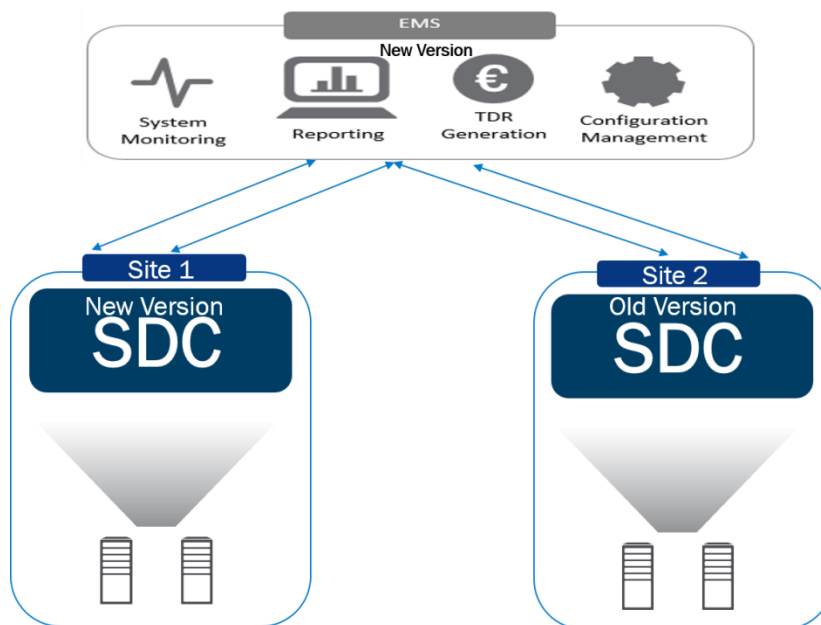 EMS
New Version
System
Monitoring
Reporting
€
TDR
Generation
Configuration
Management
Site 1
New Version
SDC
Site 2
Old Version
SDC